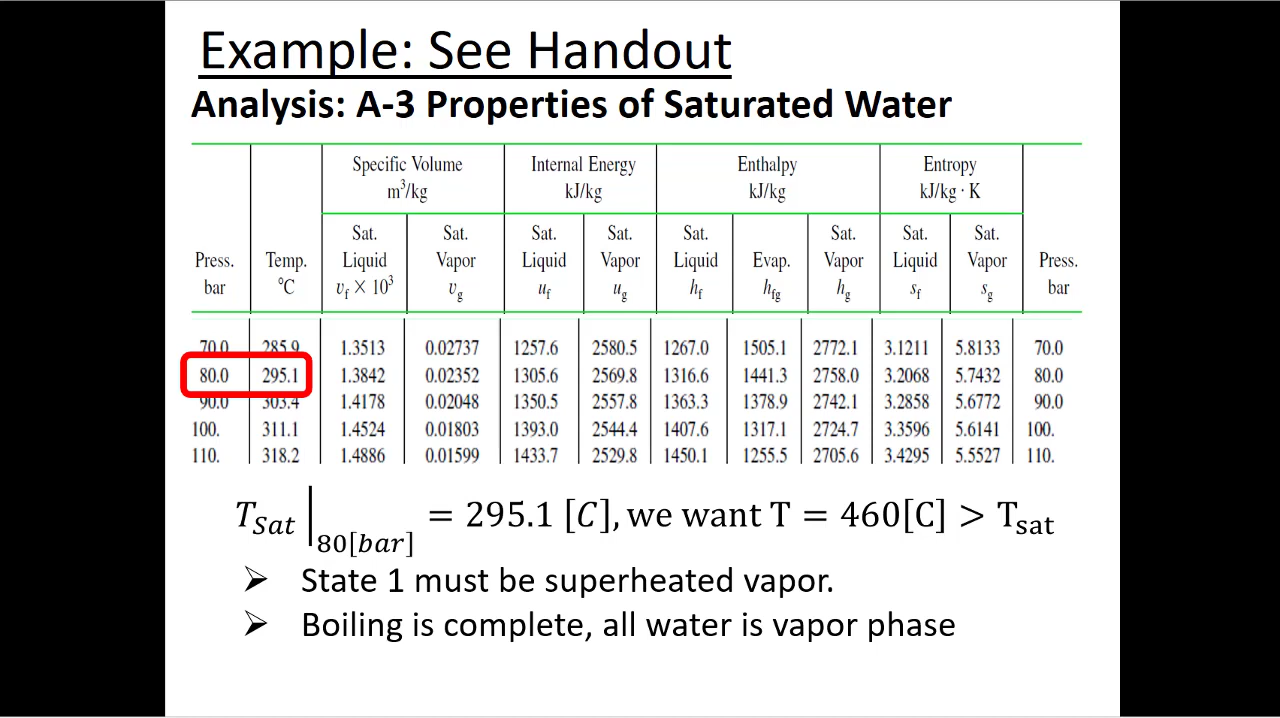 Example: See Handout
Analysis: A-3 Properties of Saturated Water
Specific Volume Internal Energy Enthalpy Entropy
m³/kg kJ/kg kJ/kg kJ/kg · K
Sat. Sat. Sat. Sat. Sat. Sat. Sat. Sat.
Press. Temp. Liquid Vapor Liquid Vapor Liquid Evap. Vapor Liquid Vapor Press.
bar °C v_f × 10³ v_g u_f u_g h_f h_fg h_g s_f s_g bar
70.0 285.9 1.3513 0.02737 1257.6 2580.5 1267.0 1505.1 2772.1 3.1211 5.8133 70.0
80.0 295.1 1.3842 0.02352 1305.6 2569.8 1316.6 1441.3 2758.0 3.2068 5.7432 80.0
90.0 303.4 1.4178 0.02048 1350.5 2557.8 1363.3 1378.9 2742.1 3.2858 5.6772 90.0
100. 311.1 1.4524 0.01803 1393.0 2544.4 1407.6 1317.1 2724.7 3.3596 5.6141 100.
110. 318.2 1.4886 0.01599 1433.7 2529.8 1450.1 1255.5 2705.6 3.4295 5.5527 110.
T_Sat |_80[bar] = 295.1 [C], we want T = 460[C] > T_sat
➢ State 1 must be superheated vapor.
➢ Boiling is complete, all water is vapor phase